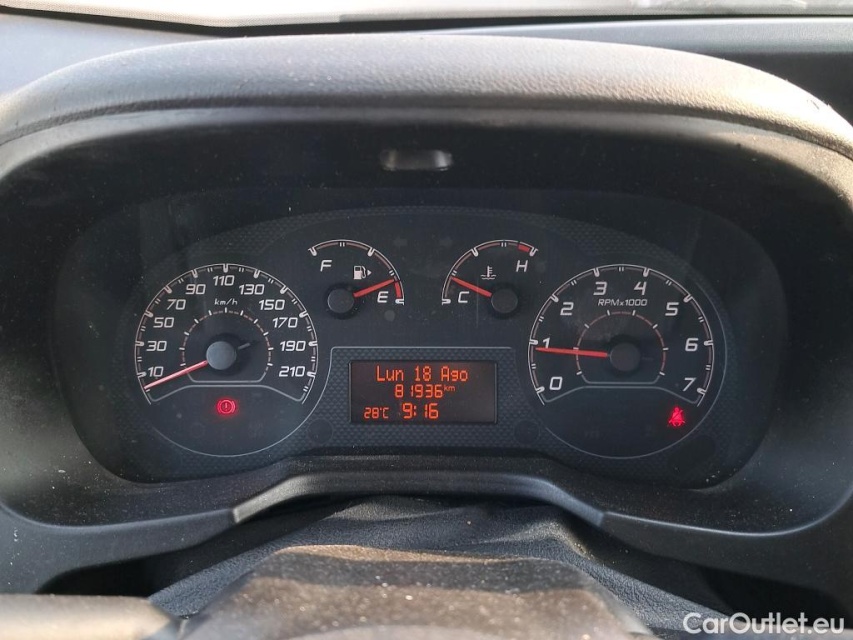 10 30 50 70 90 110 130 150 170 190 210
km/h
F E
C H
0 1 2 3 4 5 6 7
RPMx1000
Lun 18 Ago
81936km
28°C 9:16
CarOutlet.eu